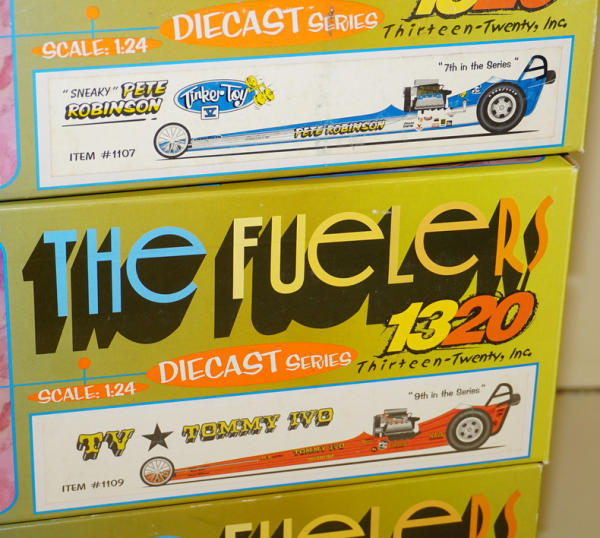 1320
DIECAST SERIES
Thirteen-Twenty, Inc.
SCALE: 1:24
"SNEAKY" PETE
ROBINSON
Tinker-Toy
V
"7th in the Series"
PETE ROBINSON
ITEM #1107
THE FUELERS
1320
DIECAST SERIES
Thirteen-Twenty, Inc.
SCALE: 1:24
TV ★ TOMMY IVO
"9th in the Series"
TOMMY IVO
ITEM #1109
FUELERS